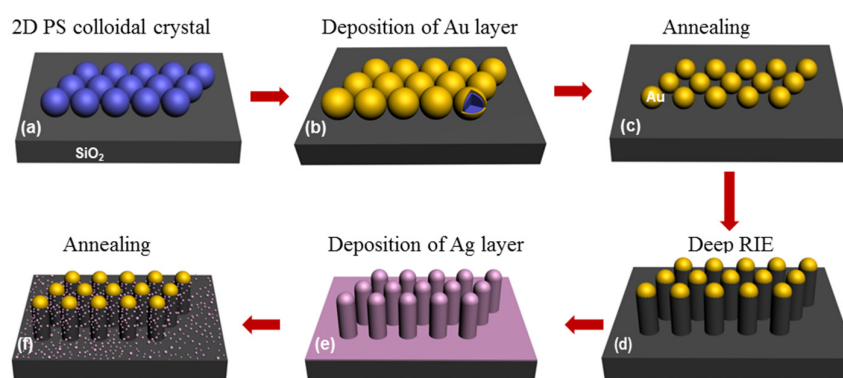 2D PS colloidal crystal
Deposition of Au layer
Annealing
(a)
SiO₂
(b)
Au
(c)
Annealing
Deposition of Ag layer
Deep RIE
(f)
(e)
(d)